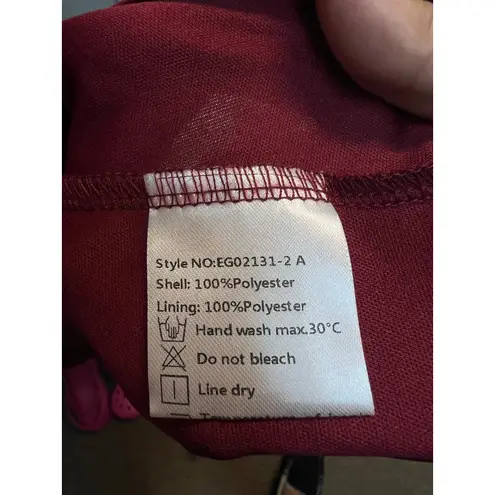 Style NO:EG02131-2 A
Shell: 100%Polyester
Lining: 100%Polyester
Hand wash max.30°C
Do not bleach
Line dry